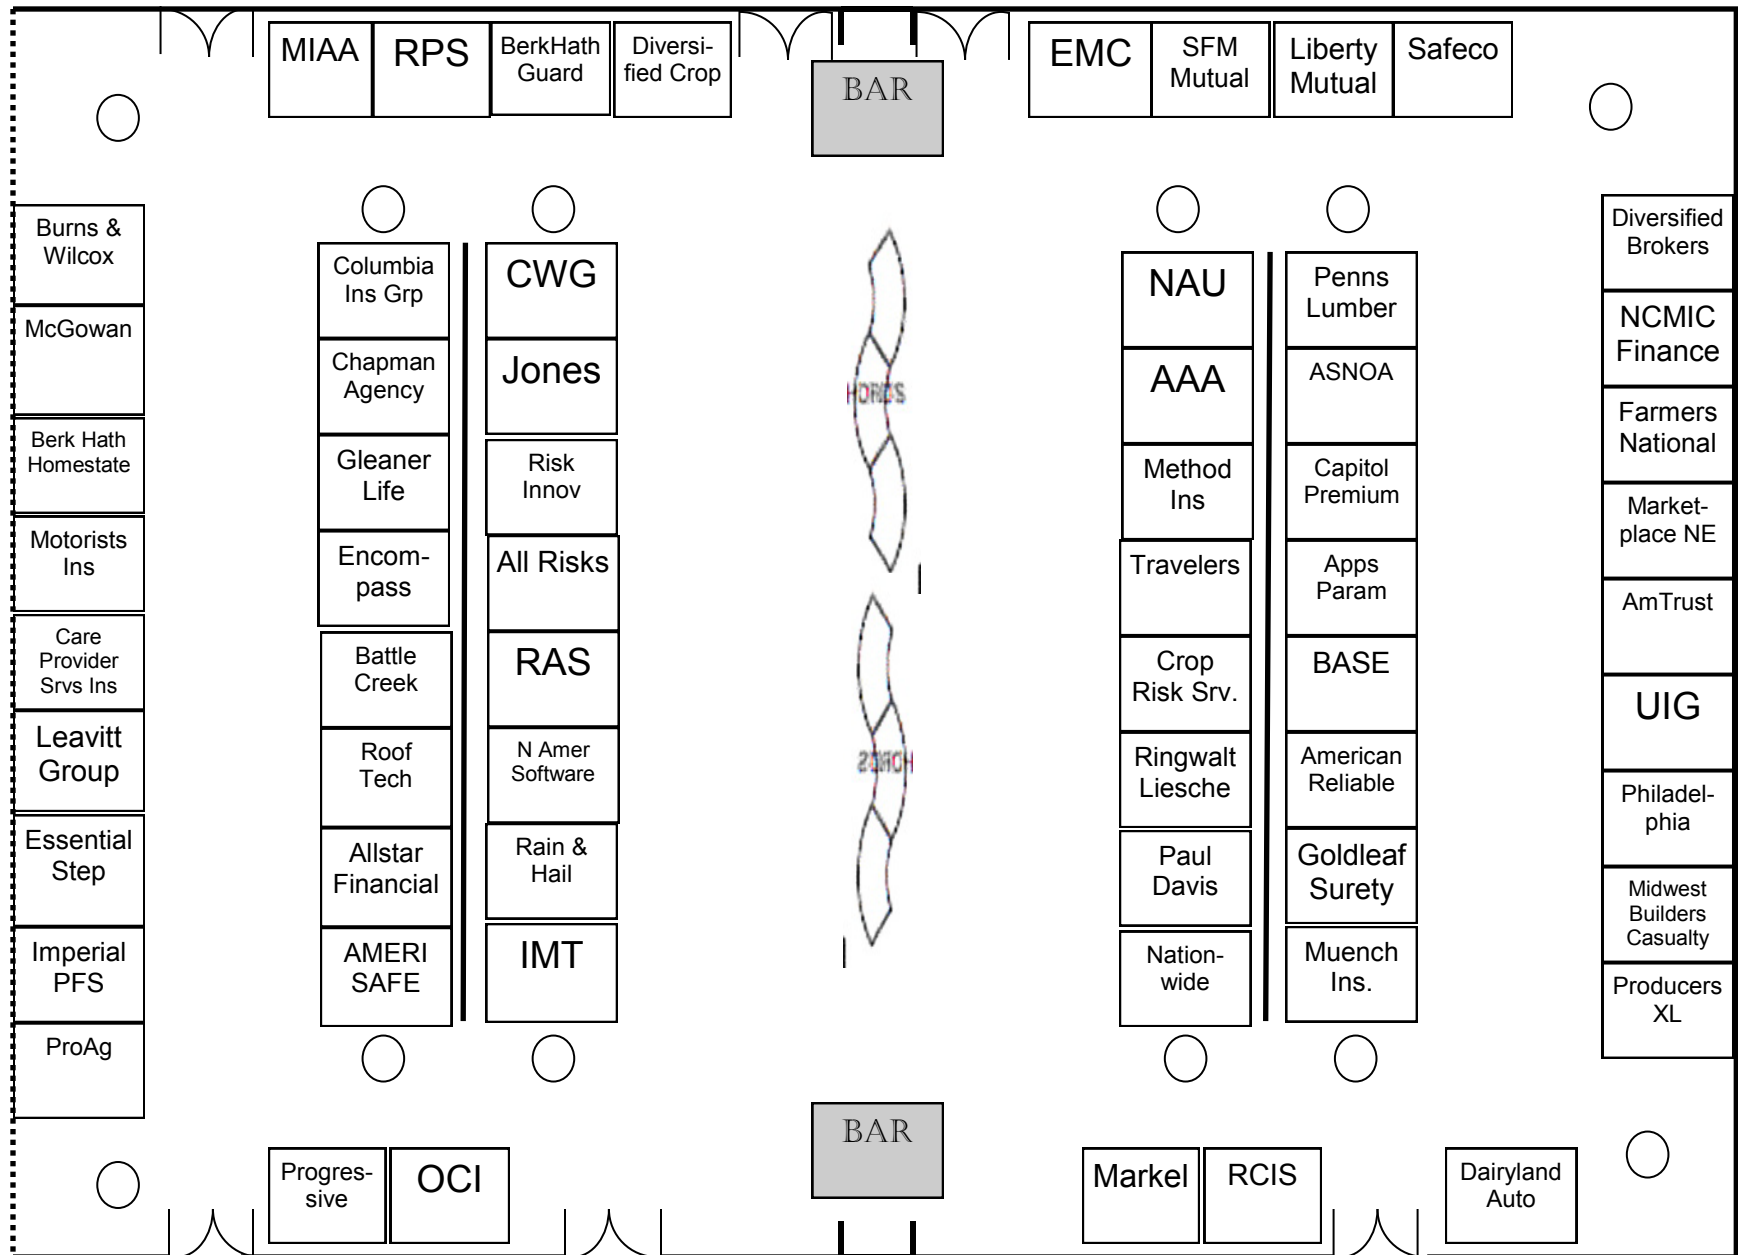 MIAA
RPS
BerkHath
Guard
Diversi-
fied Crop
BAR
EMC
SFM
Mutual
Liberty
Mutual
Safeco
Burns &
Wilcox
McGowan
Berk Hath
Homestate
Motorists
Ins
Care
Provider
Srvs Ins
Leavitt
Group
Essential
Step
Imperial
PFS
ProAg
Columbia
Ins Grp
Chapman
Agency
Gleaner
Life
Encom-
pass
Battle
Creek
Roof
Tech
Allstar
Financial
AMERI
SAFE
CWG
Jones
Risk
Innov
All Risks
RAS
N Amer
Software
Rain &
Hail
IMT
NAU
AAA
Method
Ins
Travelers
Crop
Risk Srv.
Ringwalt
Liesche
Paul
Davis
Nation-
wide
Penns
Lumber
ASNOA
Capitol
Premium
Apps
Param
BASE
American
Reliable
Goldleaf
Surety
Muench
Ins.
Diversified
Brokers
NCMIC
Finance
Farmers
National
Market-
place NE
AmTrust
UIG
Philadel-
phia
Midwest
Builders
Casualty
Producers
XL
Progres-
sive
OCI
BAR
Markel
RCIS
Dairyland
Auto